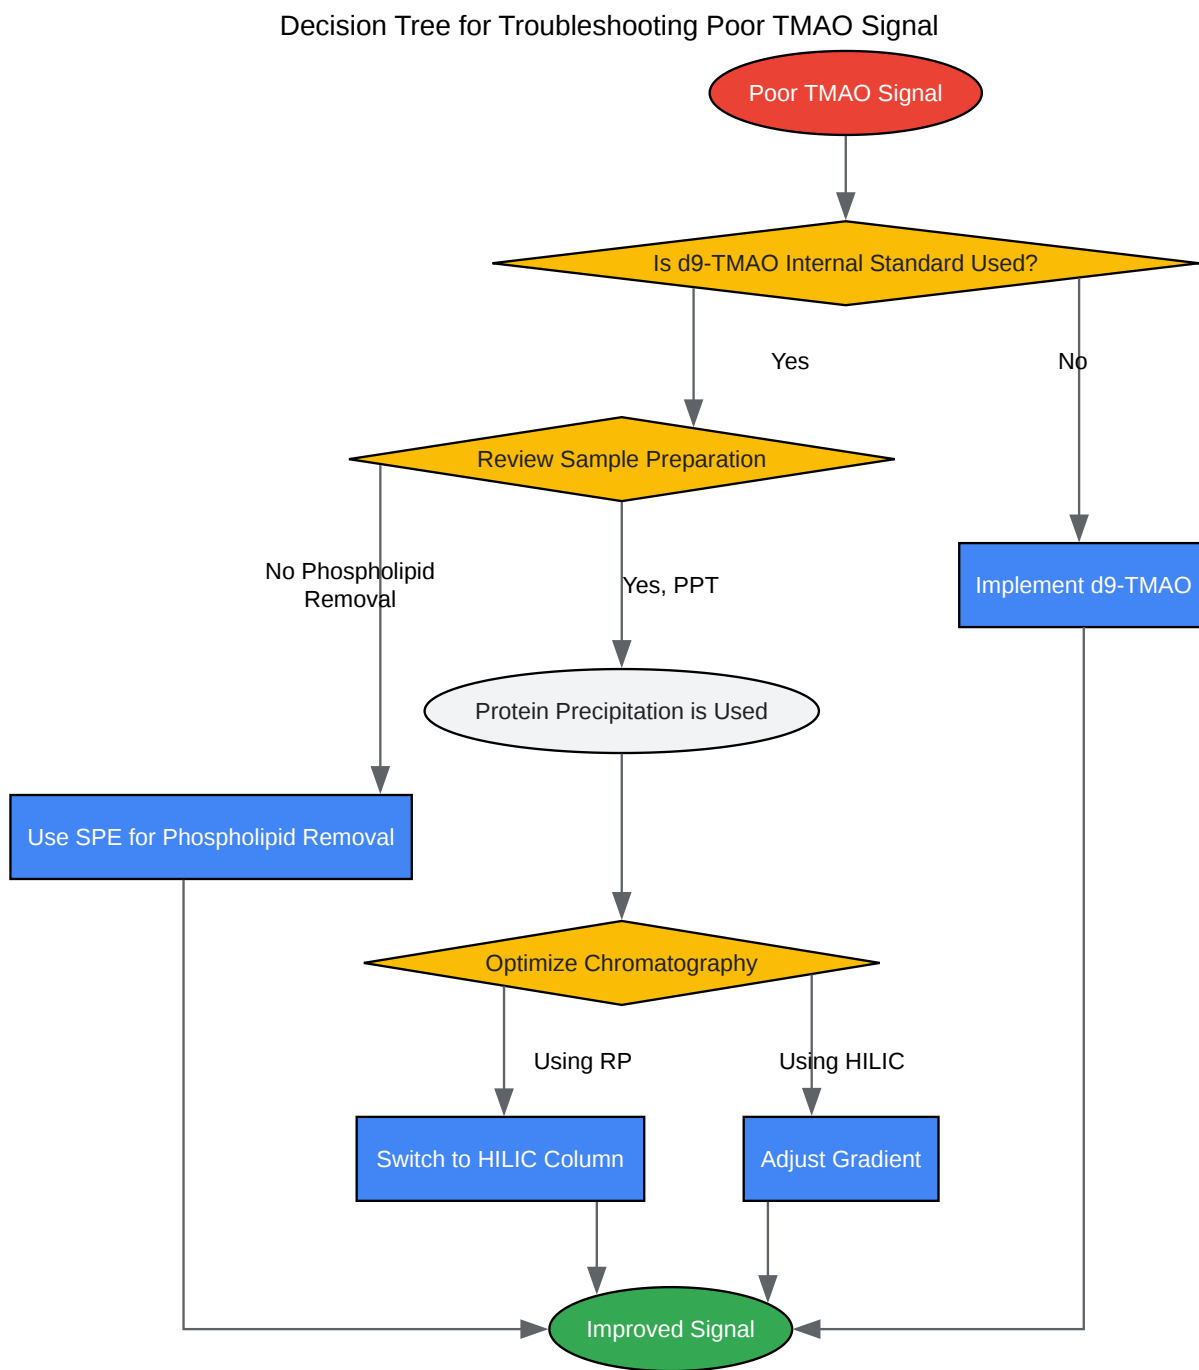 Decision Tree for Troubleshooting Poor TMAO Signal
Poor TMAO Signal
Is d9-TMAO Internal Standard Used?
Yes
No
Review Sample Preparation
No Phospholipid
Removal
Yes, PPT
Implement d9-TMAO
Protein Precipitation is Used
Use SPE for Phospholipid Removal
Optimize Chromatography
Using RP
Using HILIC
Switch to HILIC Column
Adjust Gradient
Improved Signal